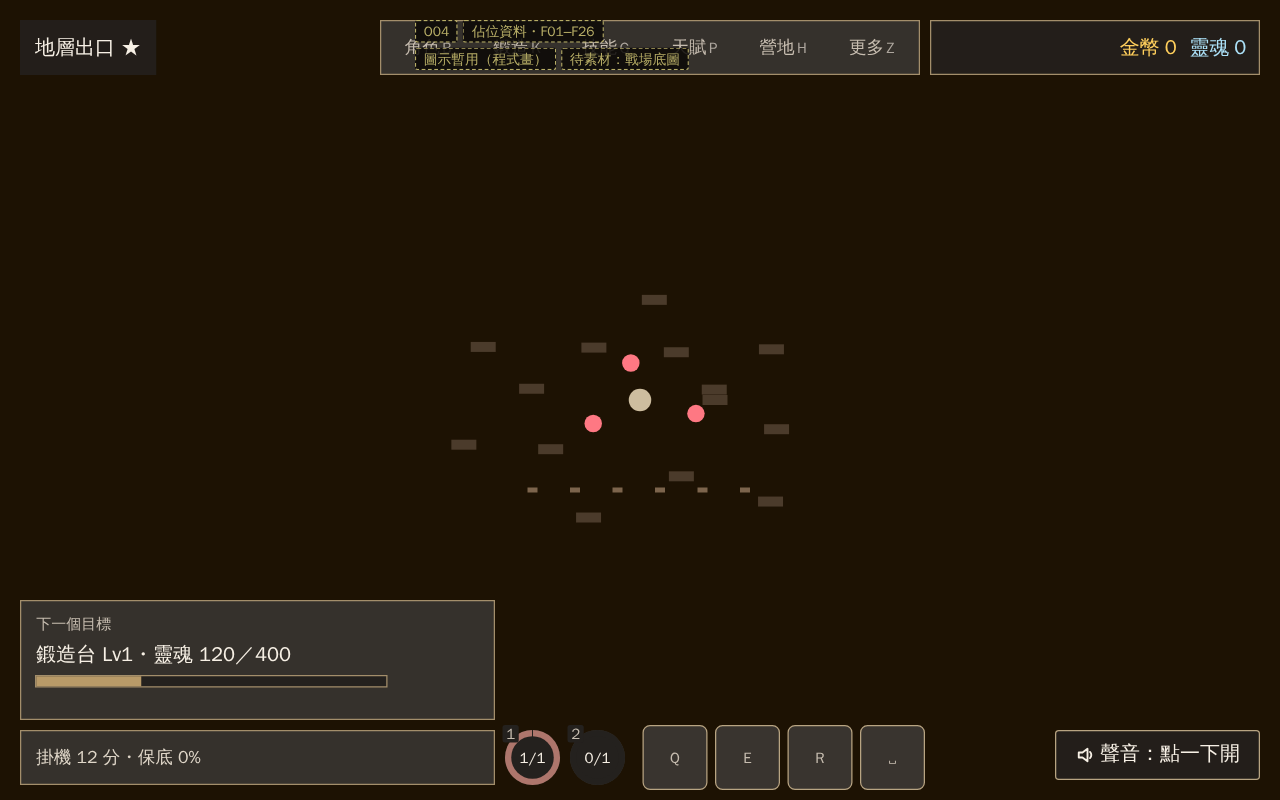 地層出口 ★
004 佔位資料・F01–F26
圖示暫用（程式畫） 待素材：戰場底圖
天賦 P 營地 H 更多 Z
金幣 0 靈魂 0
下一個目標
鍛造台 Lv1・靈魂 120／400
掛機 12 分・保底 0%
1 1/1
2 0/1
Q E R ⎵
聲音：點一下開